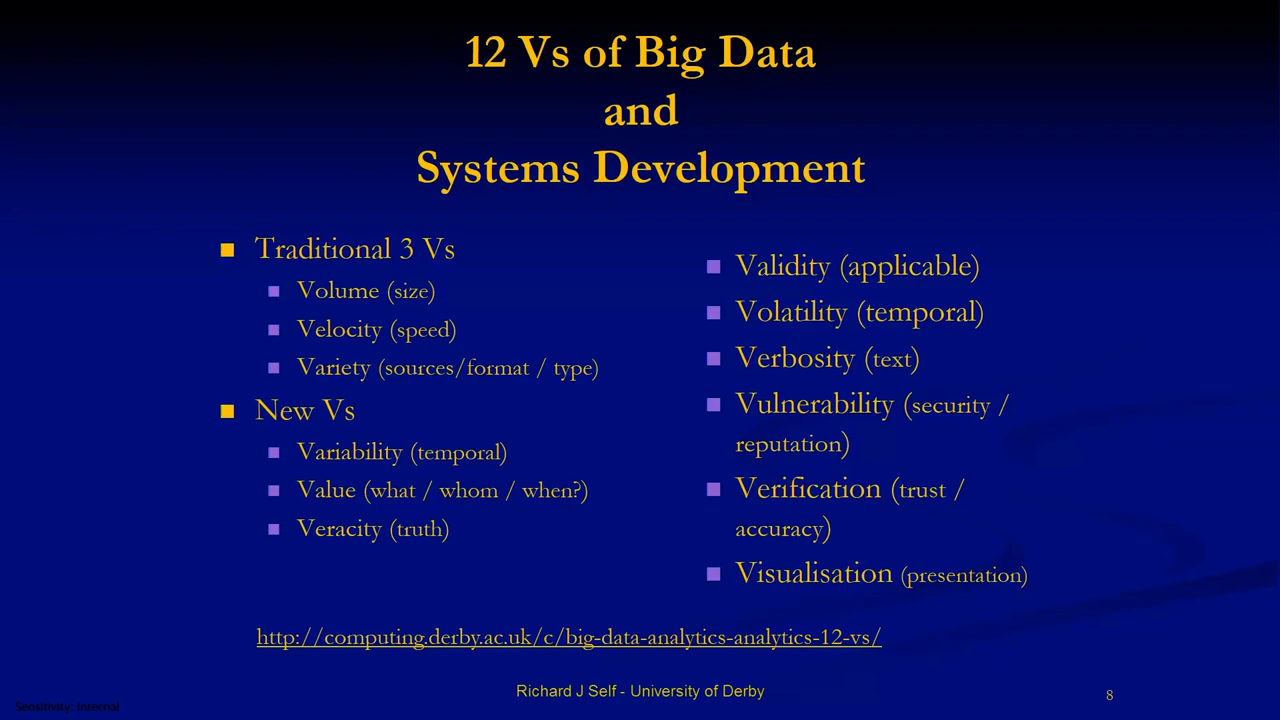 12 Vs of Big Data
and
Systems Development
Traditional 3 Vs
Volume (size)
Velocity (speed)
Variety (sources/format / type)
New Vs
Variability (temporal)
Value (what / whom / when?)
Veracity (truth)
Validity (applicable)
Volatility (temporal)
Verbosity (text)
Vulnerability (security /
reputation)
Verification (trust /
accuracy)
Visualisation (presentation)
http://computing.derby.ac.uk/c/big-data-analytics-analytics-12-vs/
Richard J Self - University of Derby
8
Sensitivity: Internal